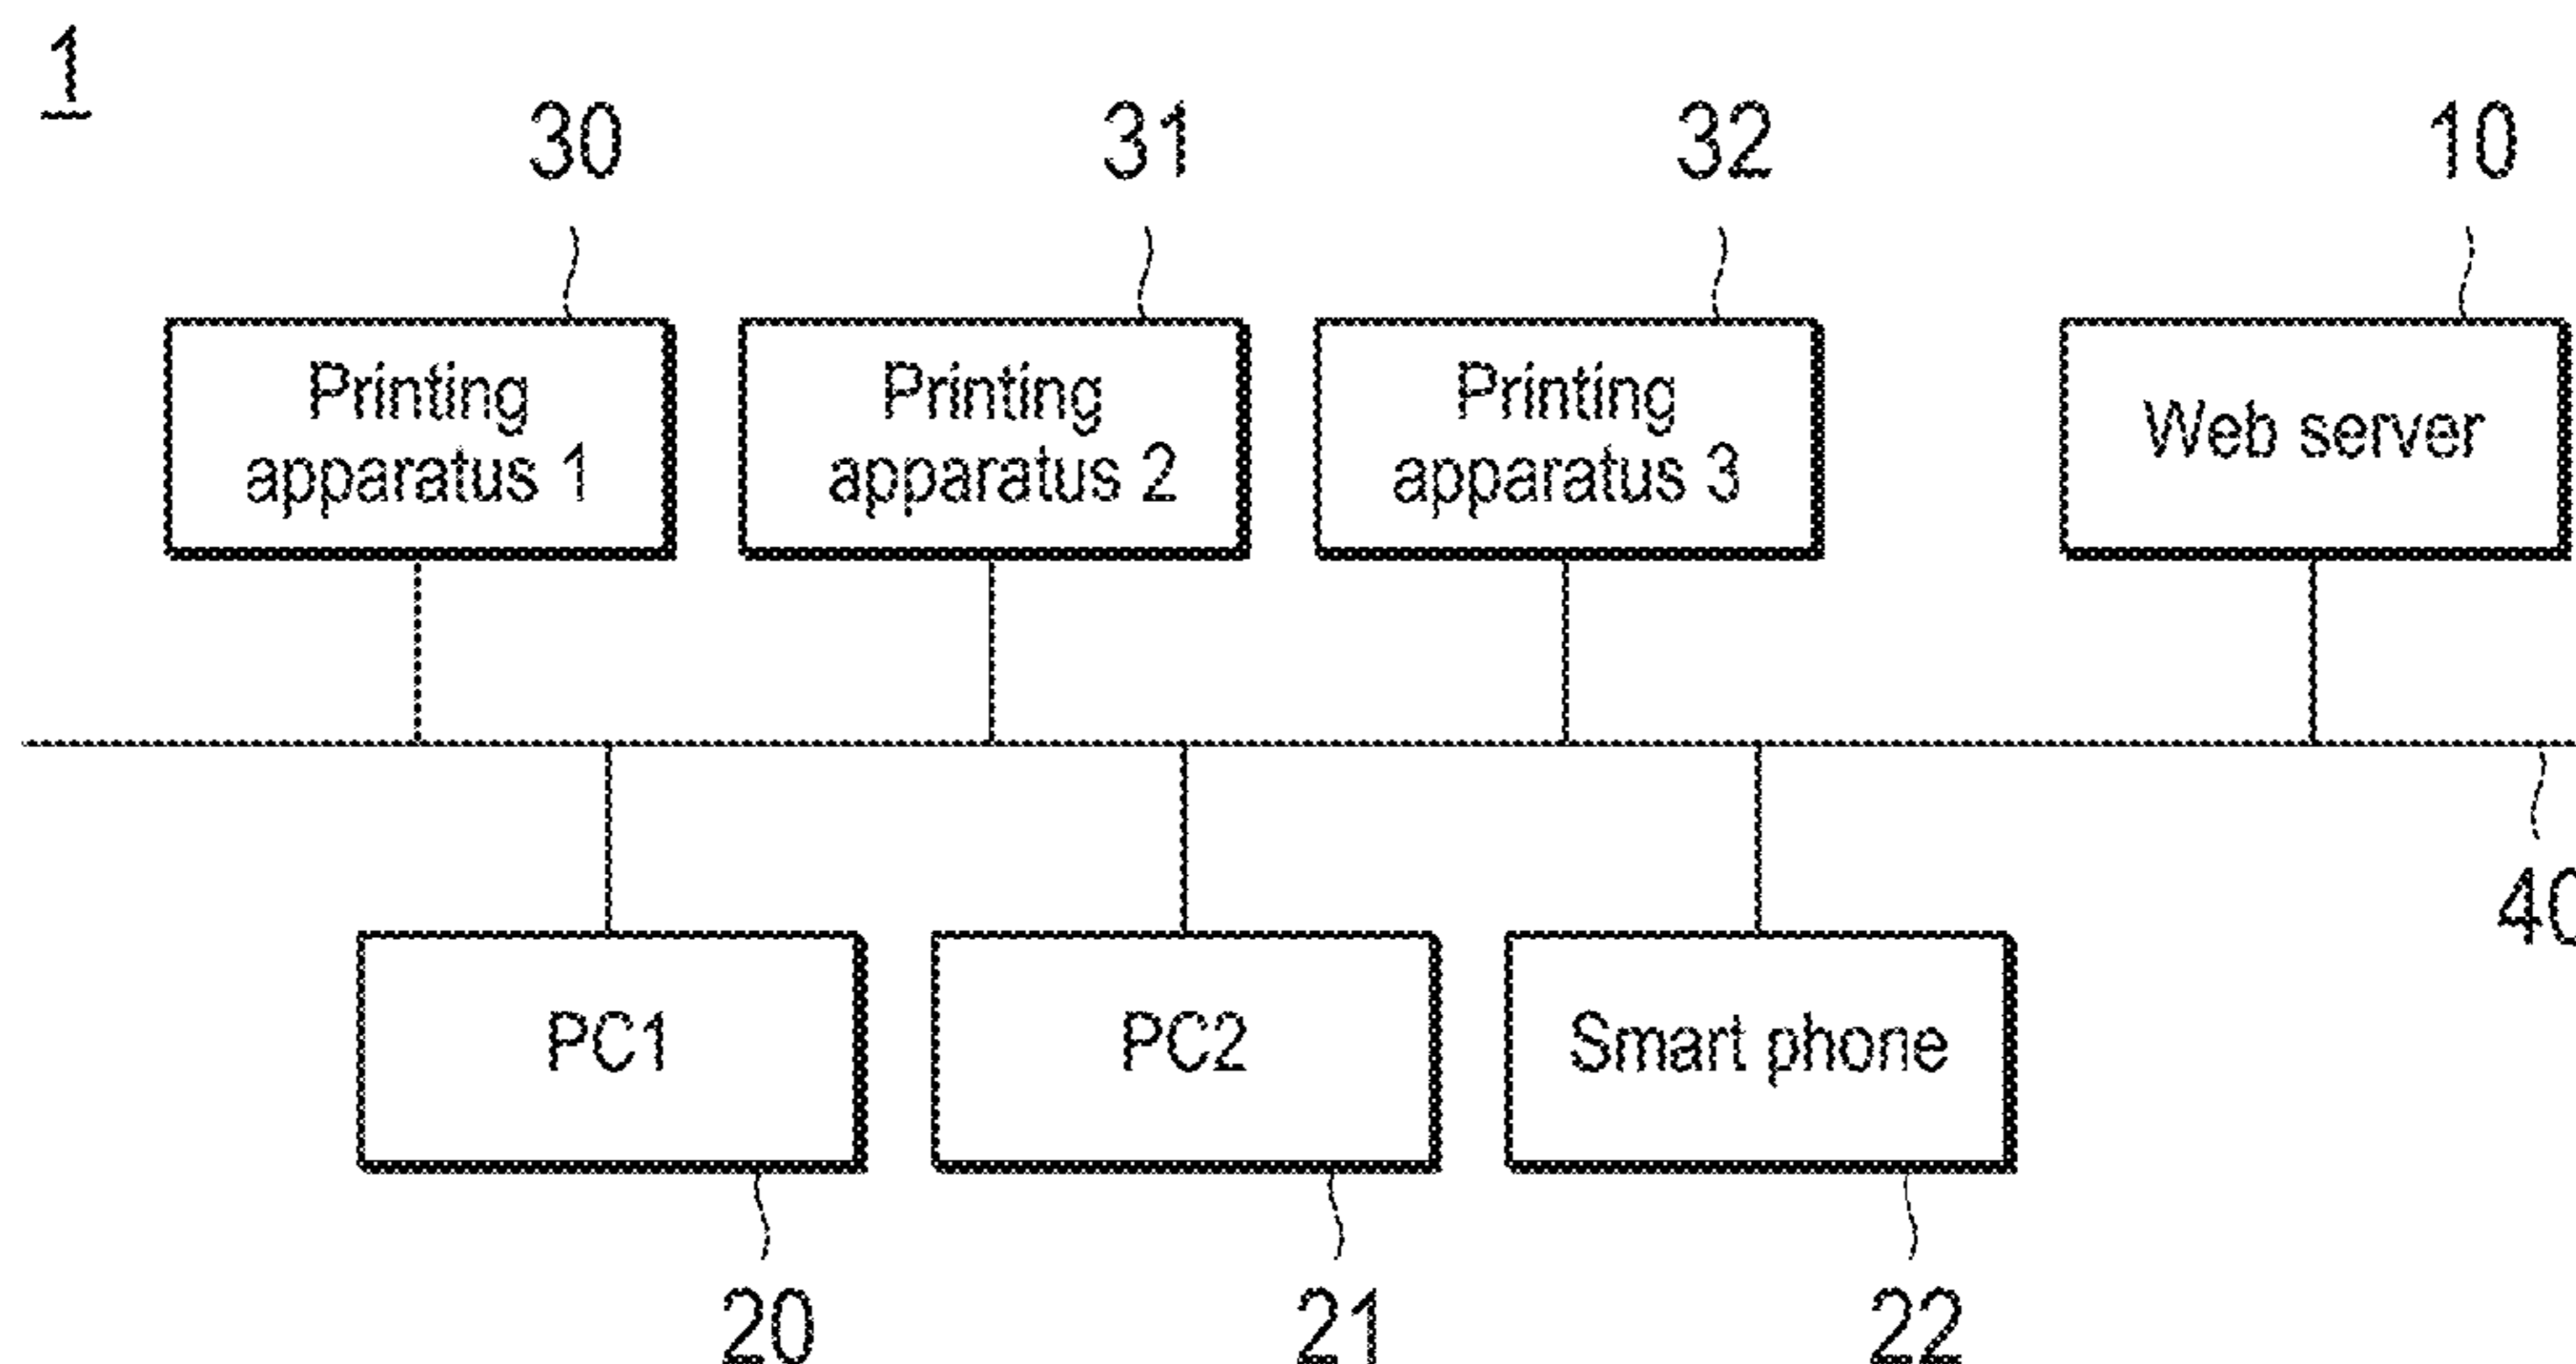 1
30
31
32
10
Printing
apparatus 1
Printing
apparatus 2
Printing
apparatus 3
Web server
40
PC1
PC2
Smart phone
20
21
22